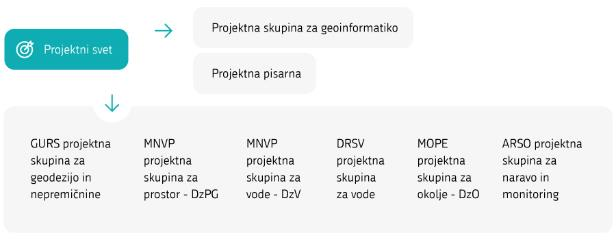 Projektni svet
Projektna skupina za geoinformatiko
Projektna pisarna
GURS projektna
skupina za
geodezijo in
nepremičnine
MNVP
projektna
skupina za
prostor - DzPG
MNVP
projektna
skupina za
vode - DzV
DRSV
projektna
skupina
za vode
MOPE
projektna
skupina za
okolje - DzO
ARSO projektna
skupina za
naravo in
monitoring